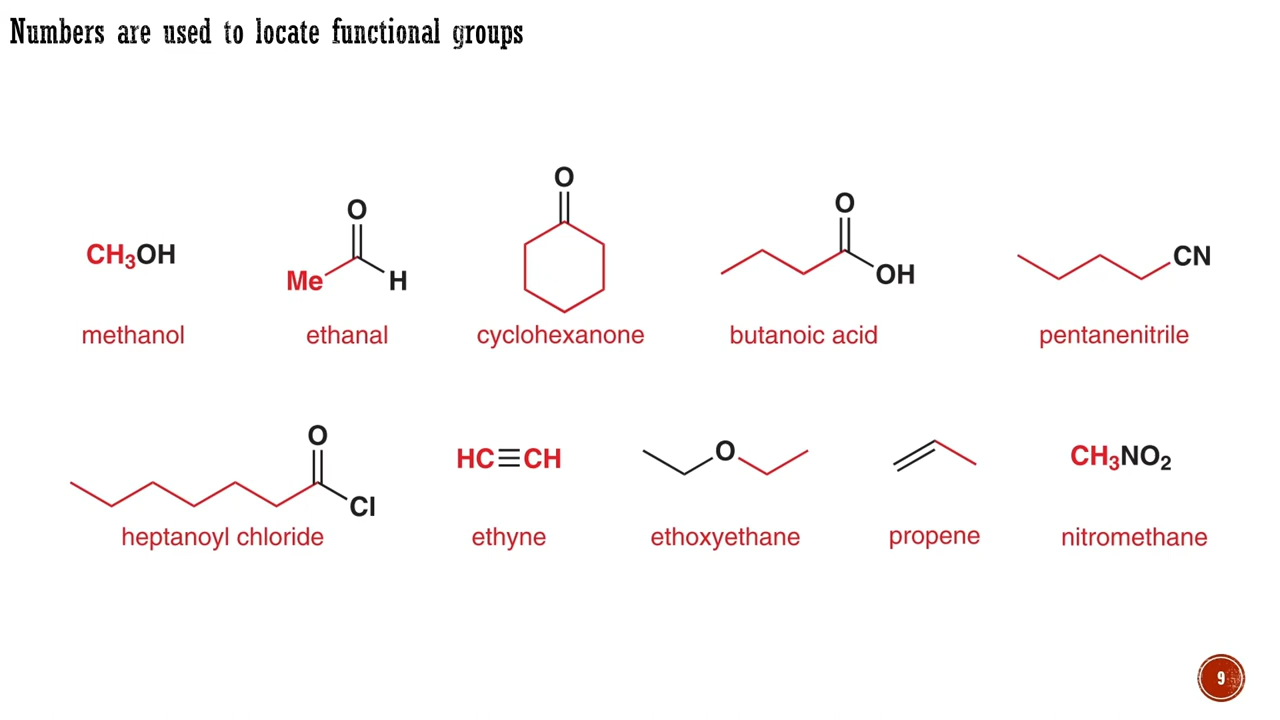 Numbers are used to locate functional groups
O
O
O
CH₃OH
Me
H
OH
CN
methanol
ethanal
cyclohexanone
butanoic acid
pentanenitrile
O
Cl
HC≡CH
O
CH₃NO₂
heptanoyl chloride
ethyne
ethoxyethane
propene
nitromethane
9